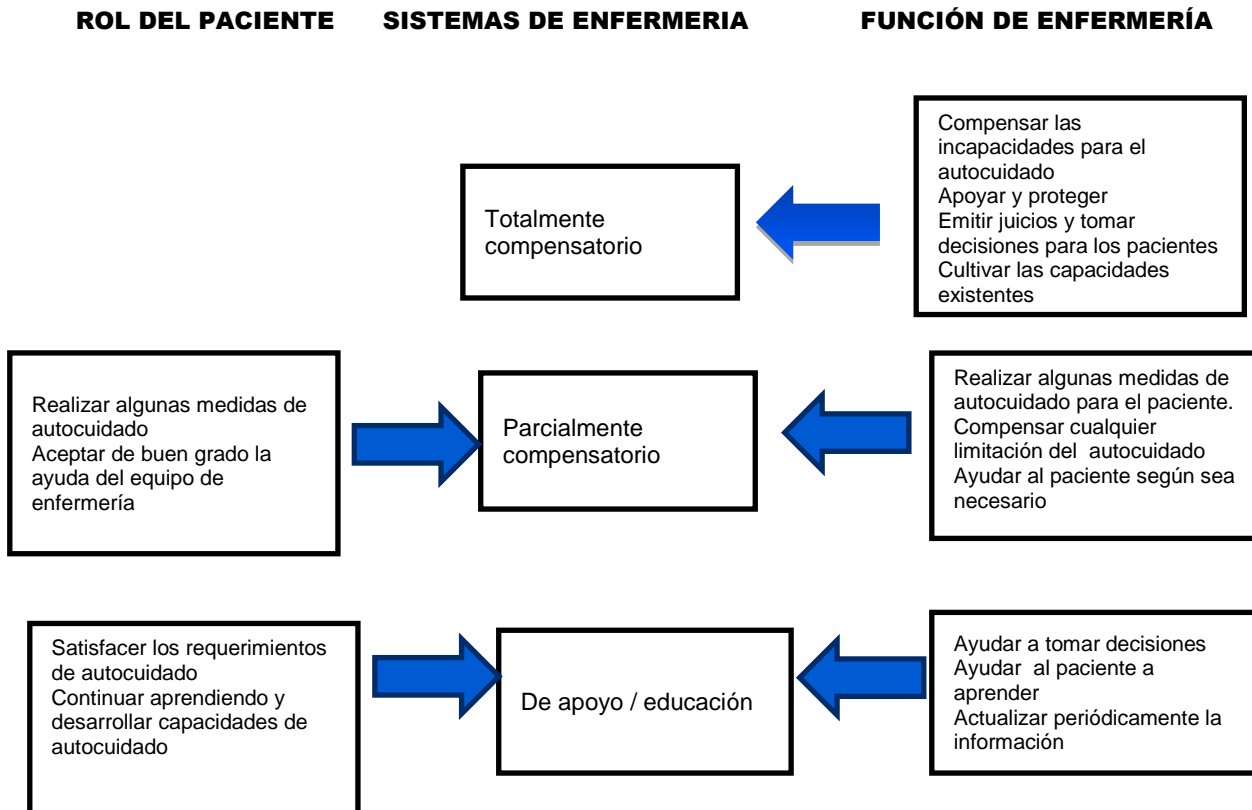 ROL DEL PACIENTE SISTEMAS DE ENFERMERIA FUNCIÓN DE ENFERMERÍA
Totalmente
compensatorio
Compensar las
incapacidades para el
autocuidado
Apoyar y proteger
Emitir juicios y tomar
decisiones para los pacientes
Cultivar las capacidades
existentes
Realizar algunas medidas de
autocuidado
Aceptar de buen grado la
ayuda del equipo de
enfermería
Parcialmente
compensatorio
Realizar algunas medidas de
autocuidado para el paciente.
Compensar cualquier
limitación del autocuidado
Ayudar al paciente según sea
necesario
Satisfacer los requerimientos
de autocuidado
Continuar aprendiendo y
desarrollar capacidades de
autocuidado
De apoyo / educación
Ayudar a tomar decisiones
Ayudar al paciente a
aprender
Actualizar periódicamente la
información